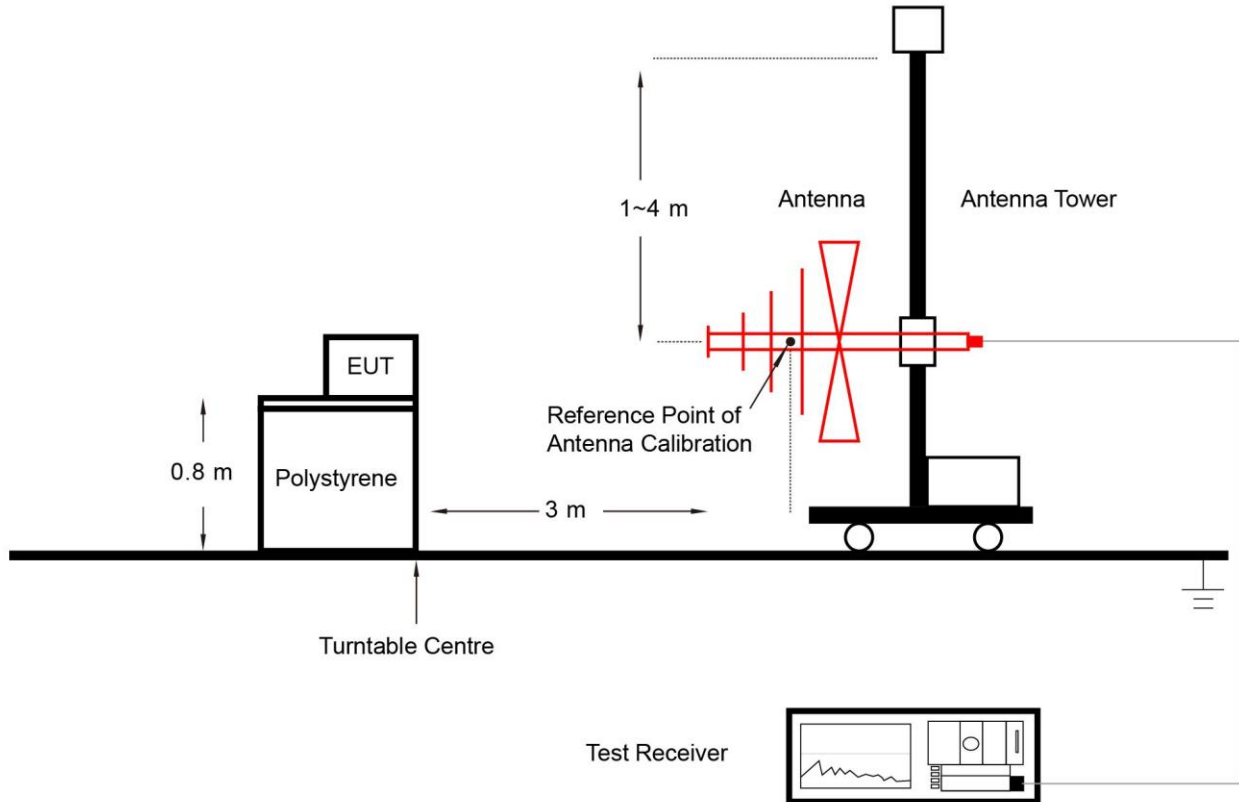 1~4 m
Antenna
Antenna Tower
EUT
Reference Point of
Antenna Calibration
0.8 m
Polystyrene
3 m
Turntable Centre
Test Receiver